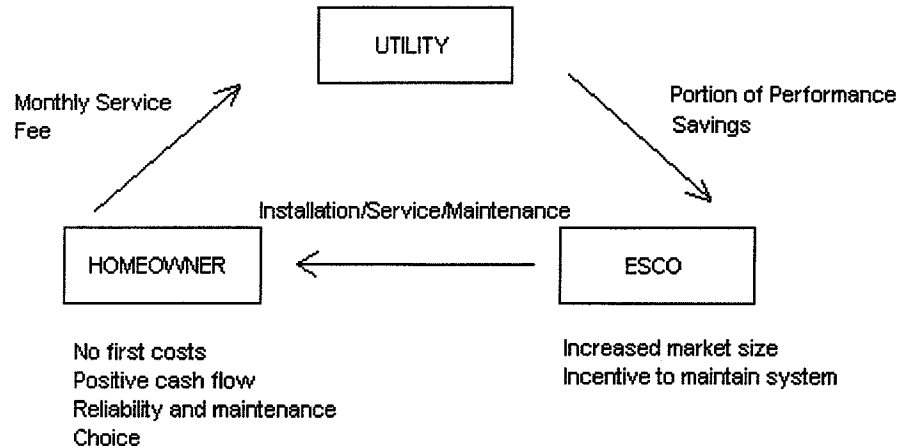 UTILITY
Monthly Service
Fee
Portion of Performance
Savings
Installation/Service/Maintenance
HOMEOWNER
ESCO
No first costs
Positive cash flow
Reliability and maintenance
Choice
Increased market size
Incentive to maintain system